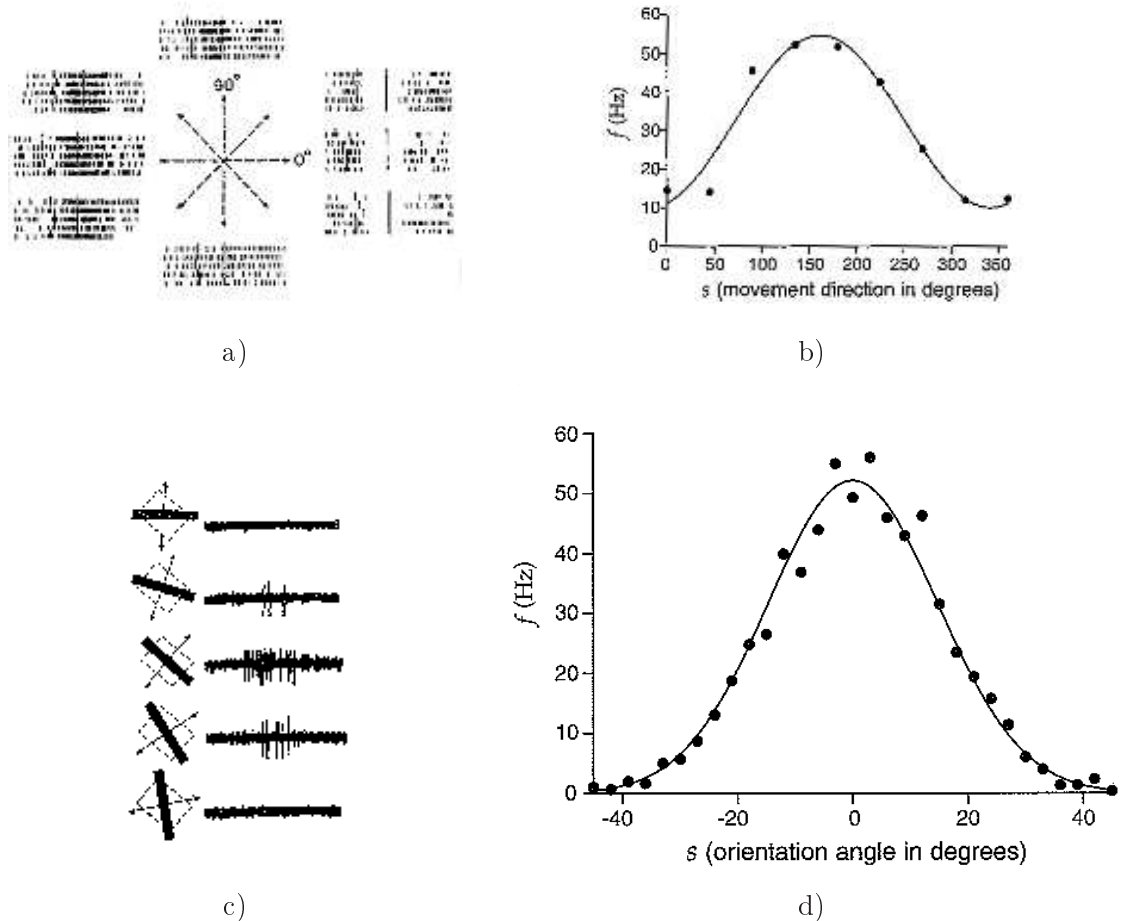 90°
0°
a)
60
50
40
30
20
10
0
f (Hz)
0 50 100 150 200 250 300 350
s (movement direction in degrees)
b)
c)
60
50
40
30
20
10
0
f (Hz)
-40 -20 0 20 40
s (orientation angle in degrees)
d)